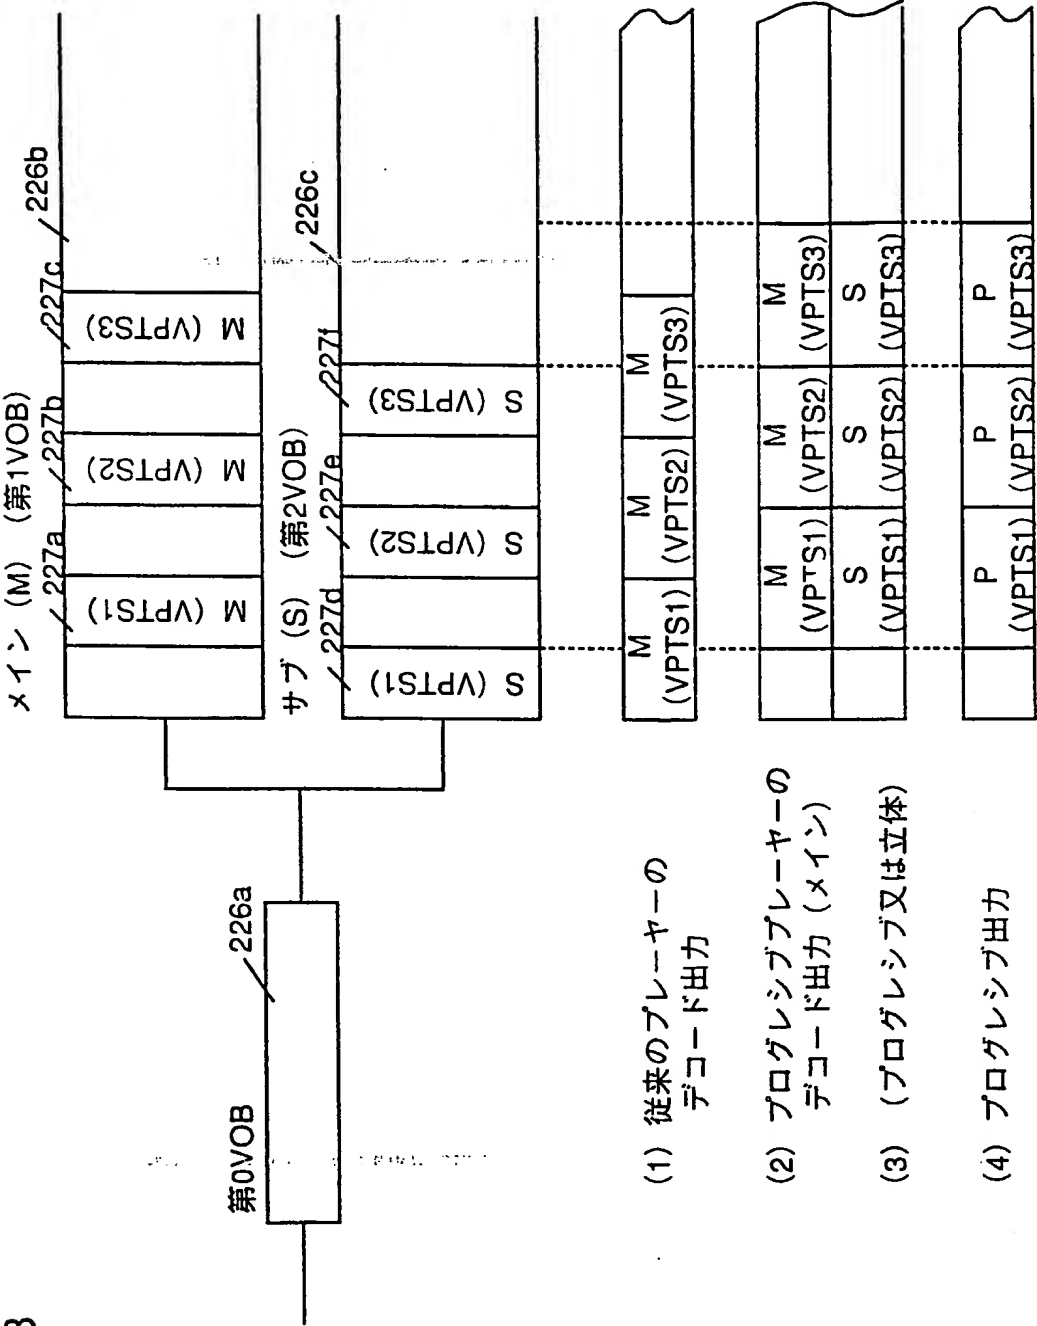 メイン (M) (第1VOB)
227a
227b
227c
226b
M (VPTS1)
M (VPTS2)
M (VPTS3)
第0VOB
226a
サブ (S) (第2VOB)
227d
227e
227f
226c
S (VPTS1)
S (VPTS2)
S (VPTS3)
(1) 従来のプレーヤーの
デコード出力
M
(VPTS1)
M
(VPTS2)
M
(VPTS3)
(2) プログレシブプレーヤーの
デコード出力 (メイン)
M
(VPTS1)
M
(VPTS2)
M
(VPTS3)
(3) (プログレシブ又は立体)
S
(VPTS1)
S
(VPTS2)
S
(VPTS3)
(4) プログレシブ出力
P
(VPTS1)
P
(VPTS2)
P
(VPTS3)